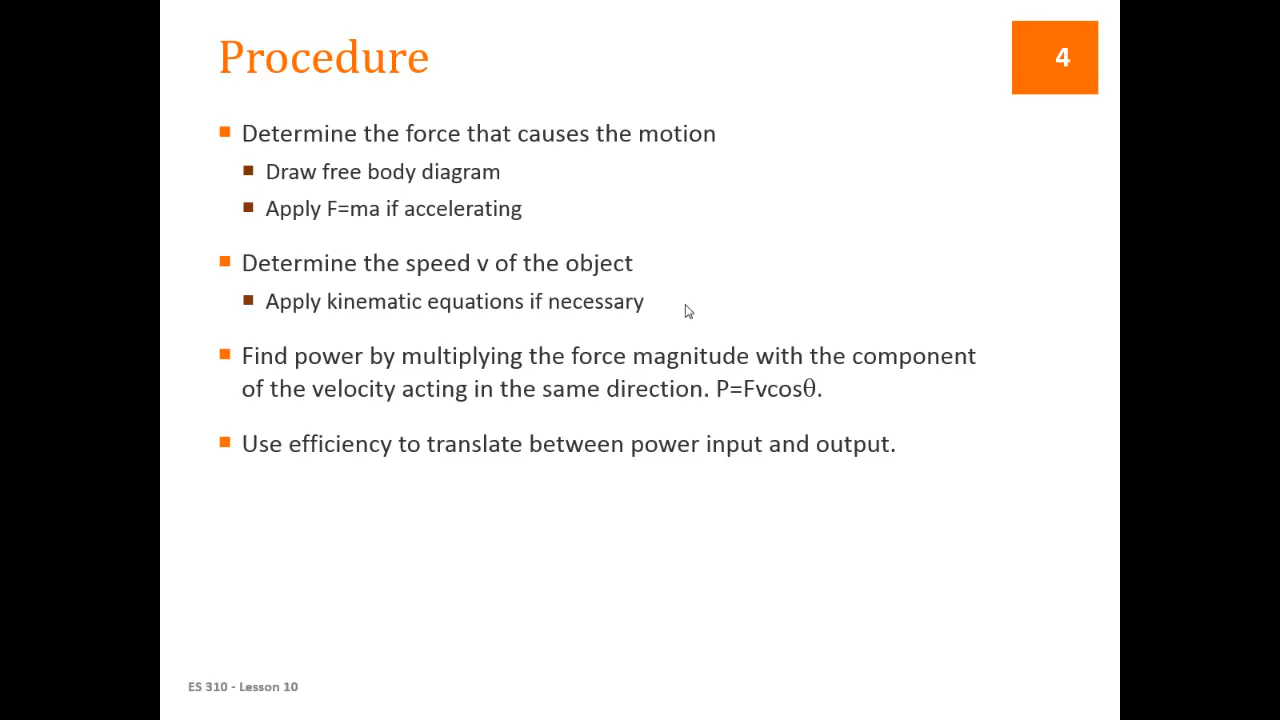 Procedure
4
Determine the force that causes the motion
Draw free body diagram
Apply F=ma if accelerating
Determine the speed v of the object
Apply kinematic equations if necessary
Find power by multiplying the force magnitude with the component
of the velocity acting in the same direction. P=Fvcosθ.
Use efficiency to translate between power input and output.
ES 310 - Lesson 10